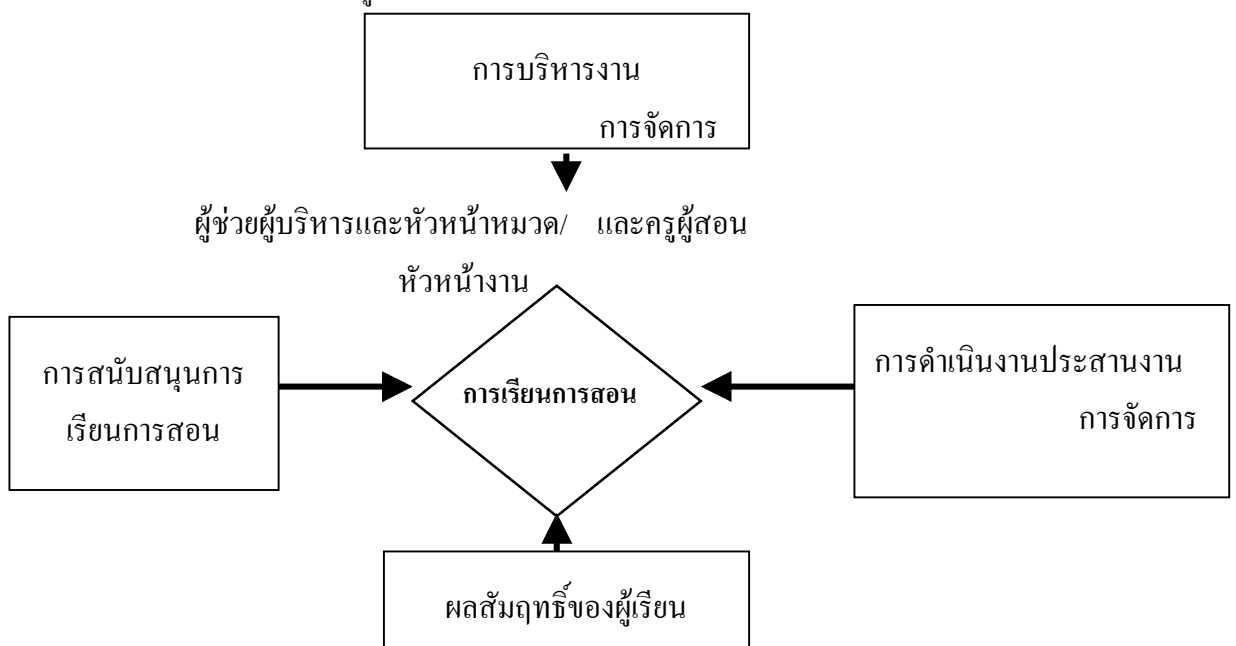 การบริหารงาน
การจัดการ
ผู้ช่วยผู้บริหารและหัวหน้าหมวด/ และครูผู้สอน
หัวหน้างาน
การสนับสนุนการ
เรียนการสอน
การเรียนการสอน
การดำเนินงานประสานงาน
การจัดการ
ผลสัมฤทธิ์ของผู้เรียน